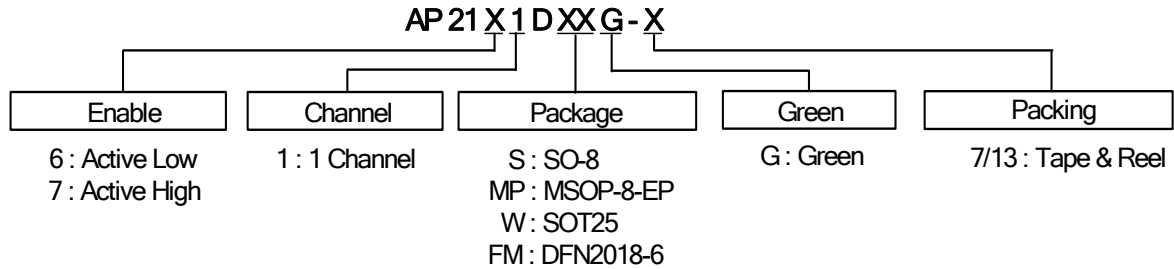 AP 21 X 1 D XX G - X
Enable
Channel
Package
Green
Packing
6 : Active Low
7 : Active High
1 : 1 Channel
S : SO-8
MP : MSOP-8-EP
W : SOT25
FM : DFN2018-6
G : Green
7/13 : Tape & Reel